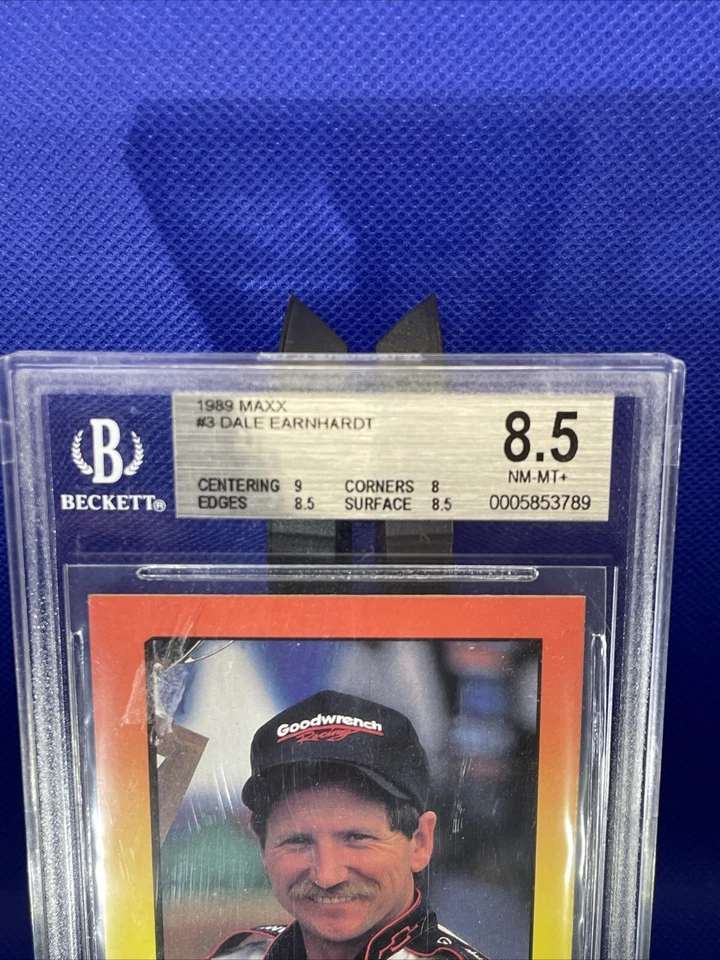 1989 MAXX
#3 DALE EARNHARDT
8.5
NM-MT+
CENTERING 9 CORNERS 8
EDGES 8.5 SURFACE 8.5
0005853789
B
BECKETT®
Goodwrench
Racing